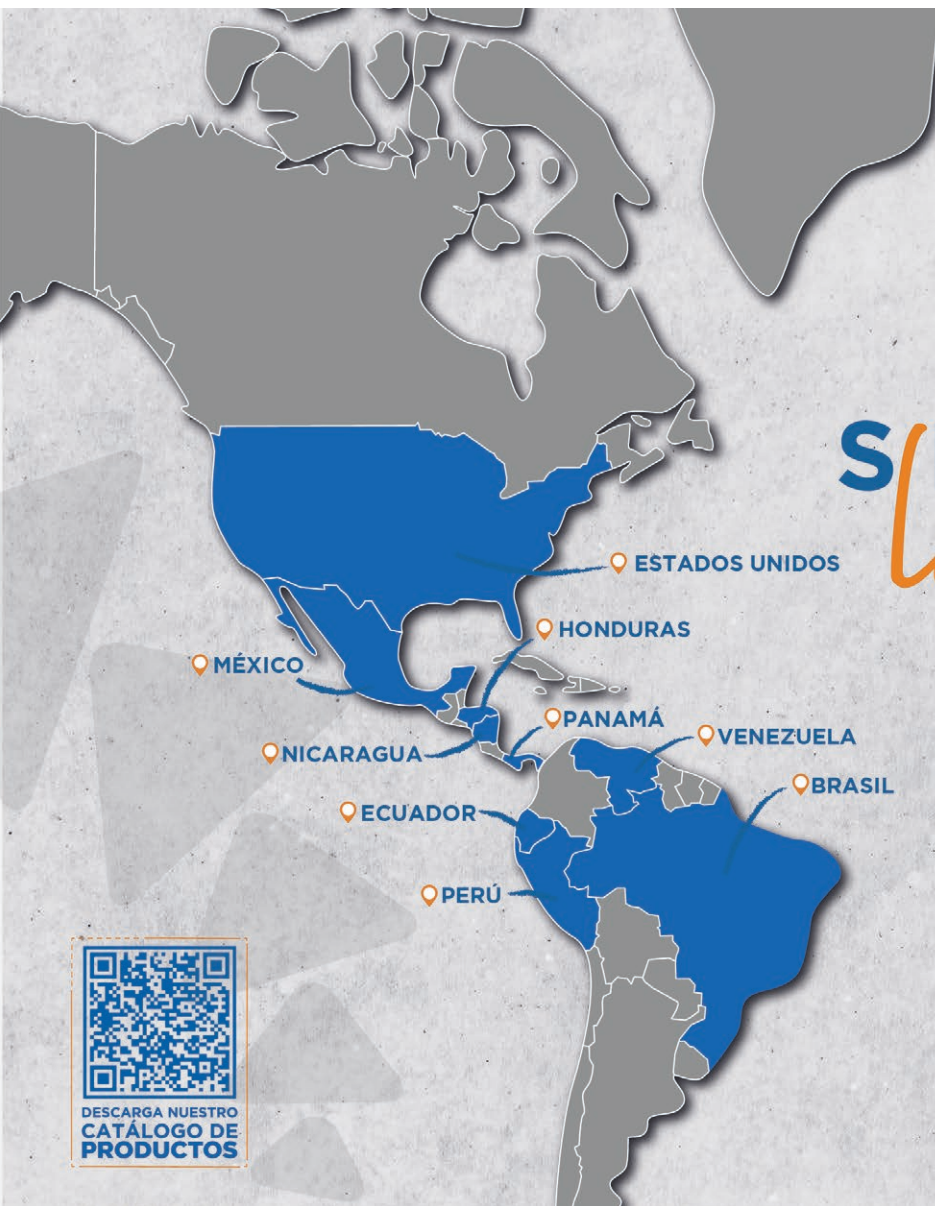 S
ESTADOS UNIDOS
HONDURAS
MÉXICO
PANAMÁ
VENEZUELA
NICARAGUA
BRASIL
ECUADOR
PERÚ
DESCARGA NUESTRO
CATÁLOGO DE
PRODUCTOS